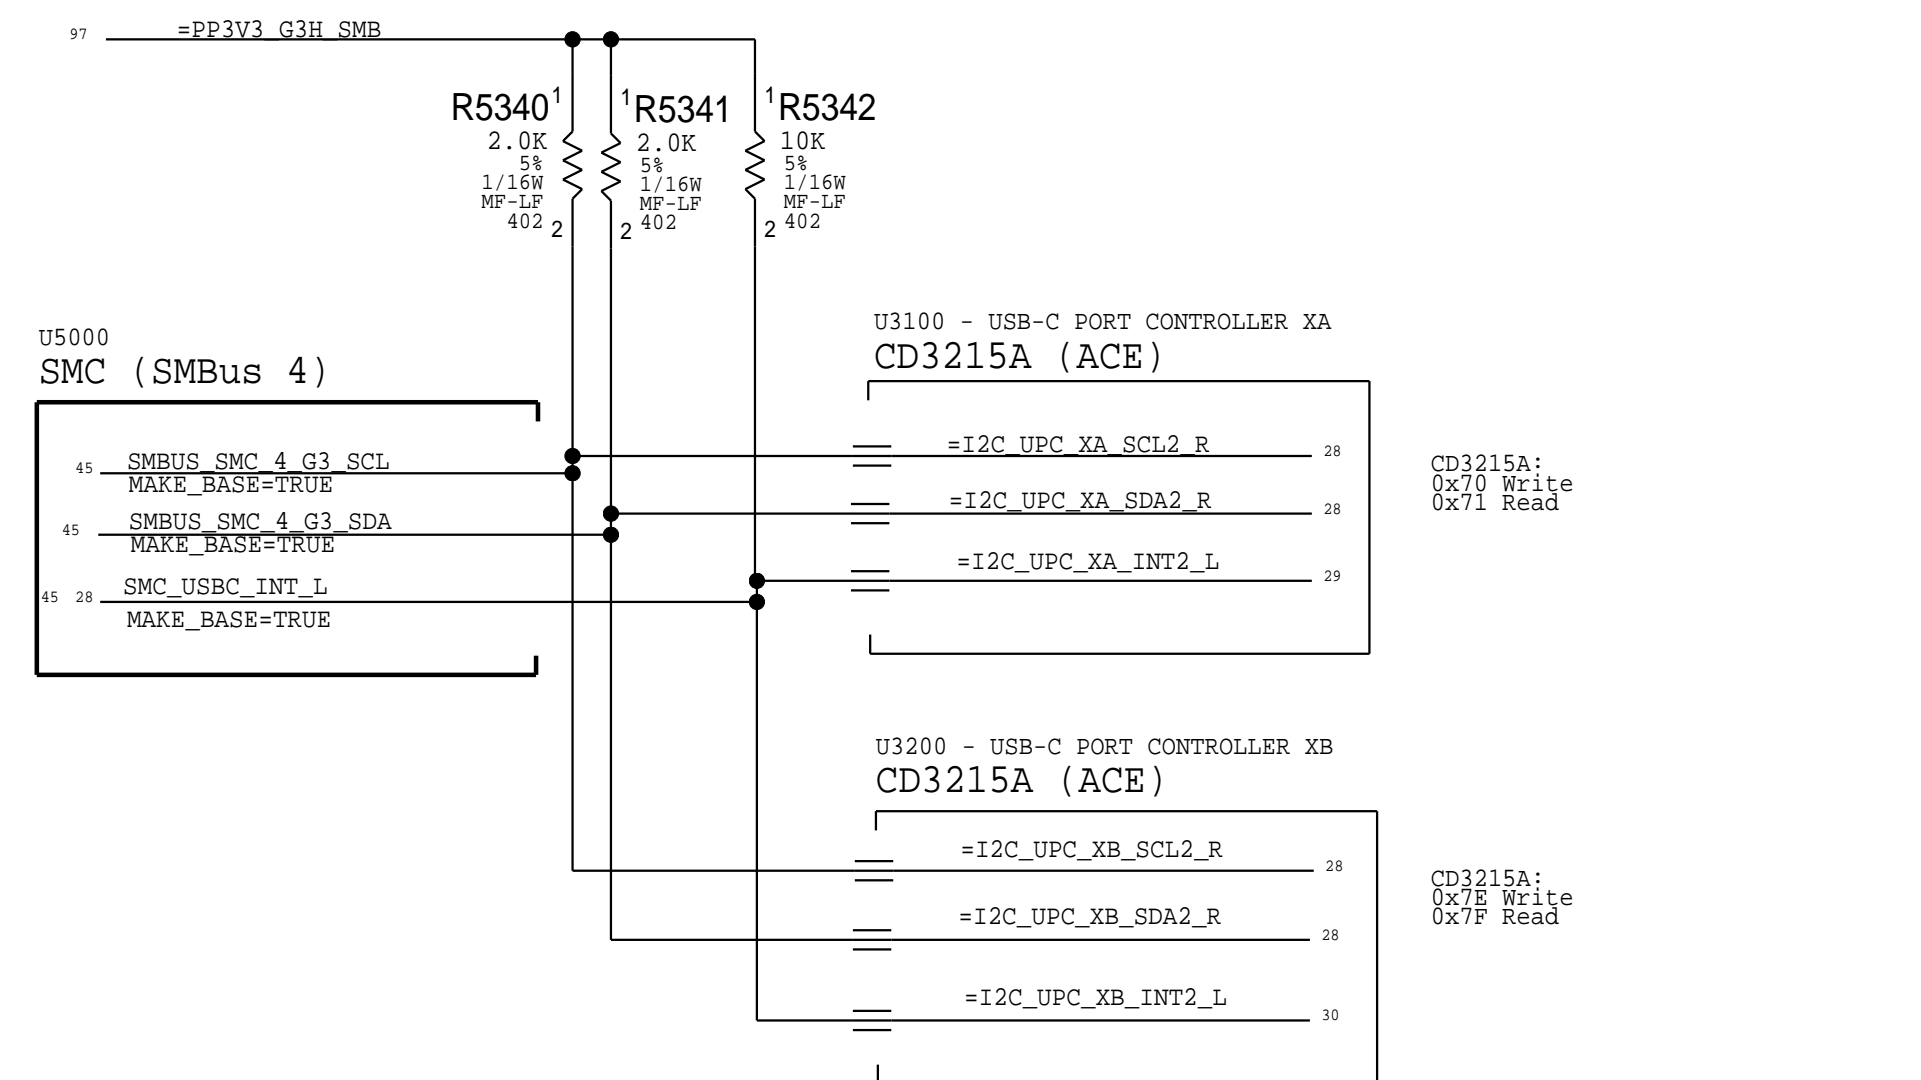 97 =PP3V3_G3H_SMB
R5340 1
2.0K
5%
1/16W
MF-LF
402 2
1 R5341
2.0K
5%
1/16W
MF-LF
2 402
1 R5342
10K
5%
1/16W
MF-LF
2 402
U5000
SMC (SMBus 4)
45 SMBUS_SMC_4_G3_SCL
MAKE_BASE=TRUE
45 SMBUS_SMC_4_G3_SDA
MAKE_BASE=TRUE
45 28 SMC_USBC_INT_L
MAKE_BASE=TRUE
U3100 - USB-C PORT CONTROLLER XA
CD3215A (ACE)
=I2C_UPC_XA_SCL2_R 28
=I2C_UPC_XA_SDA2_R 28
=I2C_UPC_XA_INT2_L 29
CD3215A:
0x70 Write
0x71 Read
U3200 - USB-C PORT CONTROLLER XB
CD3215A (ACE)
=I2C_UPC_XB_SCL2_R 28
=I2C_UPC_XB_SDA2_R 28
=I2C_UPC_XB_INT2_L 30
CD3215A:
0x7E Write
0x7F Read